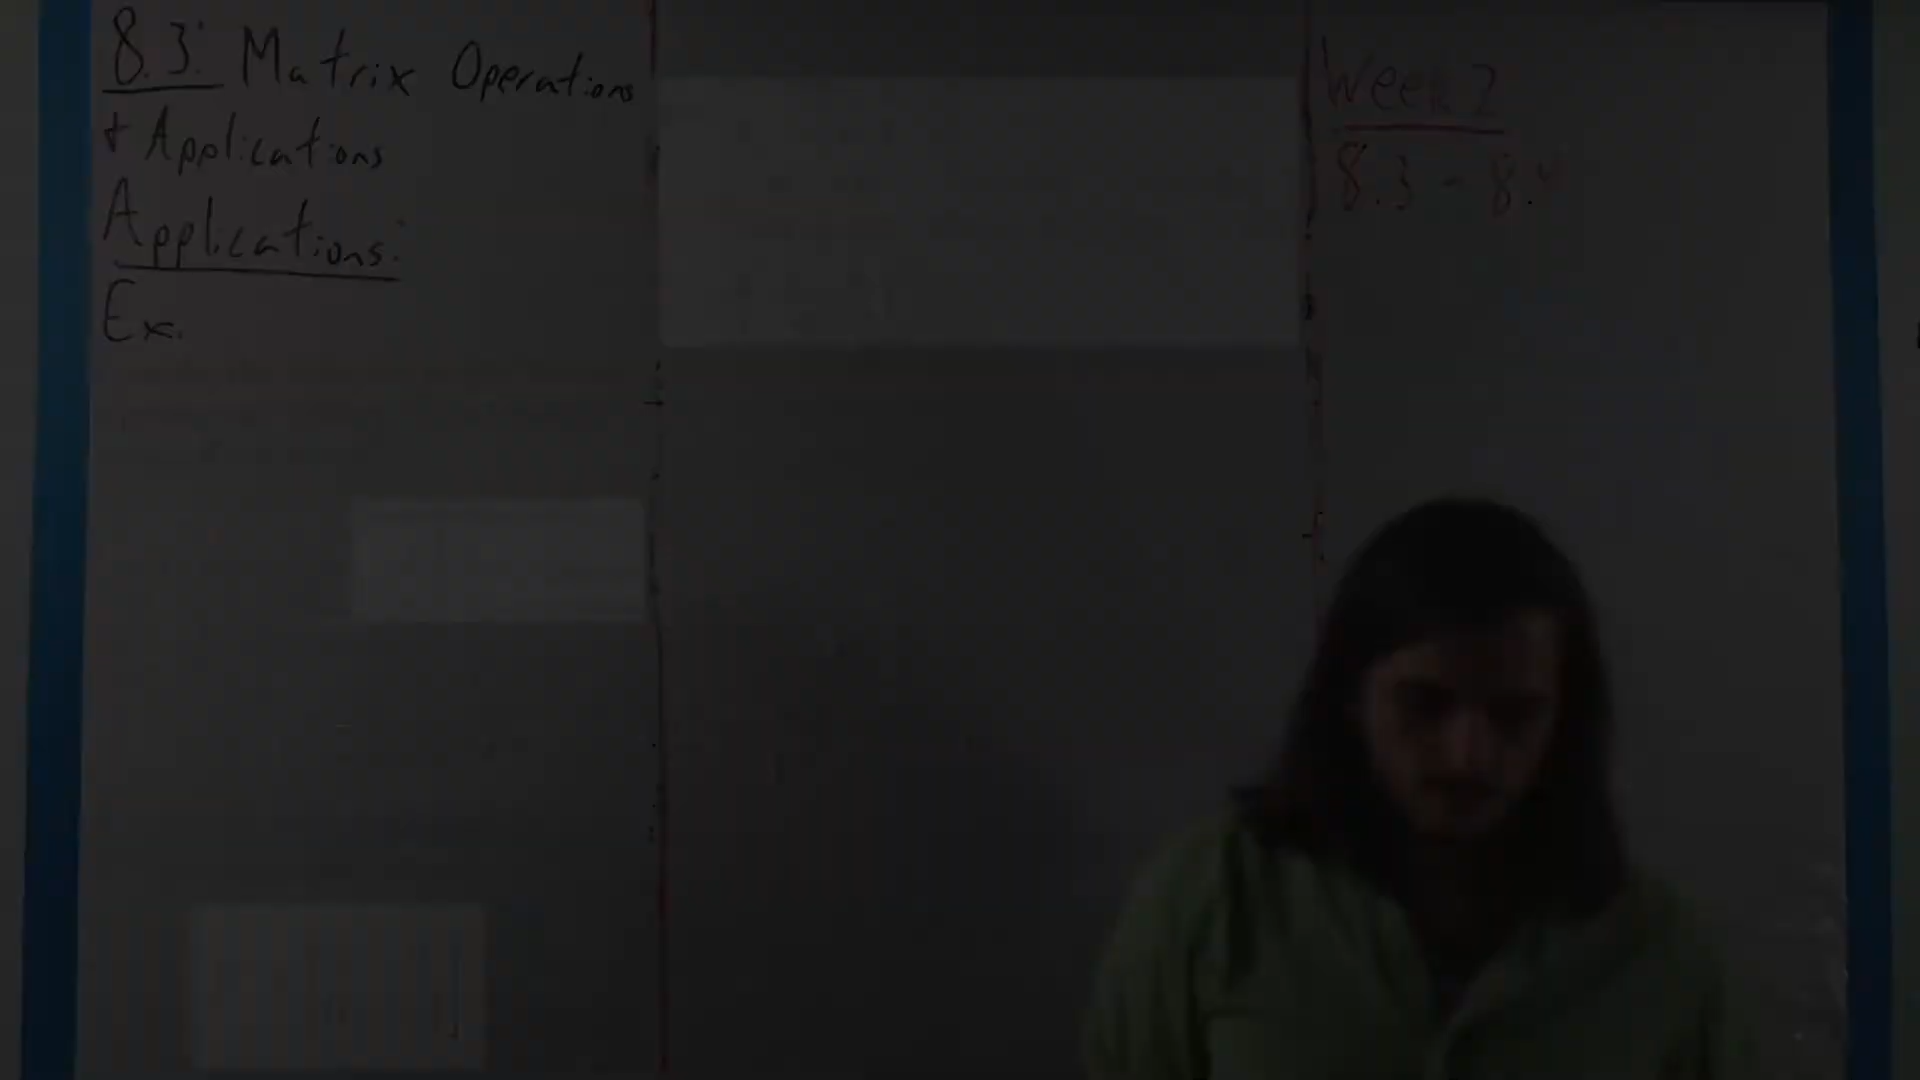 8.3: Matrix Operations
+ Applications
Applications:
Ex.
Week 2
8.3 - 8.4